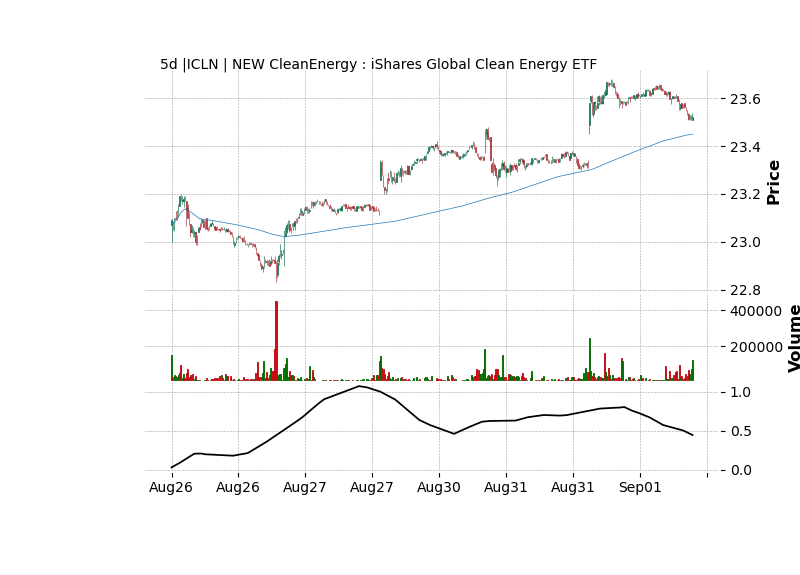 5d |ICLN | NEW CleanEnergy : iShares Global Clean Energy ETF
23.6
23.4
23.2
23.0
22.8
Price
400000
200000
Volume
1.0
0.5
0.0
Aug26 Aug26 Aug27 Aug27 Aug30 Aug31 Aug31 Sep01